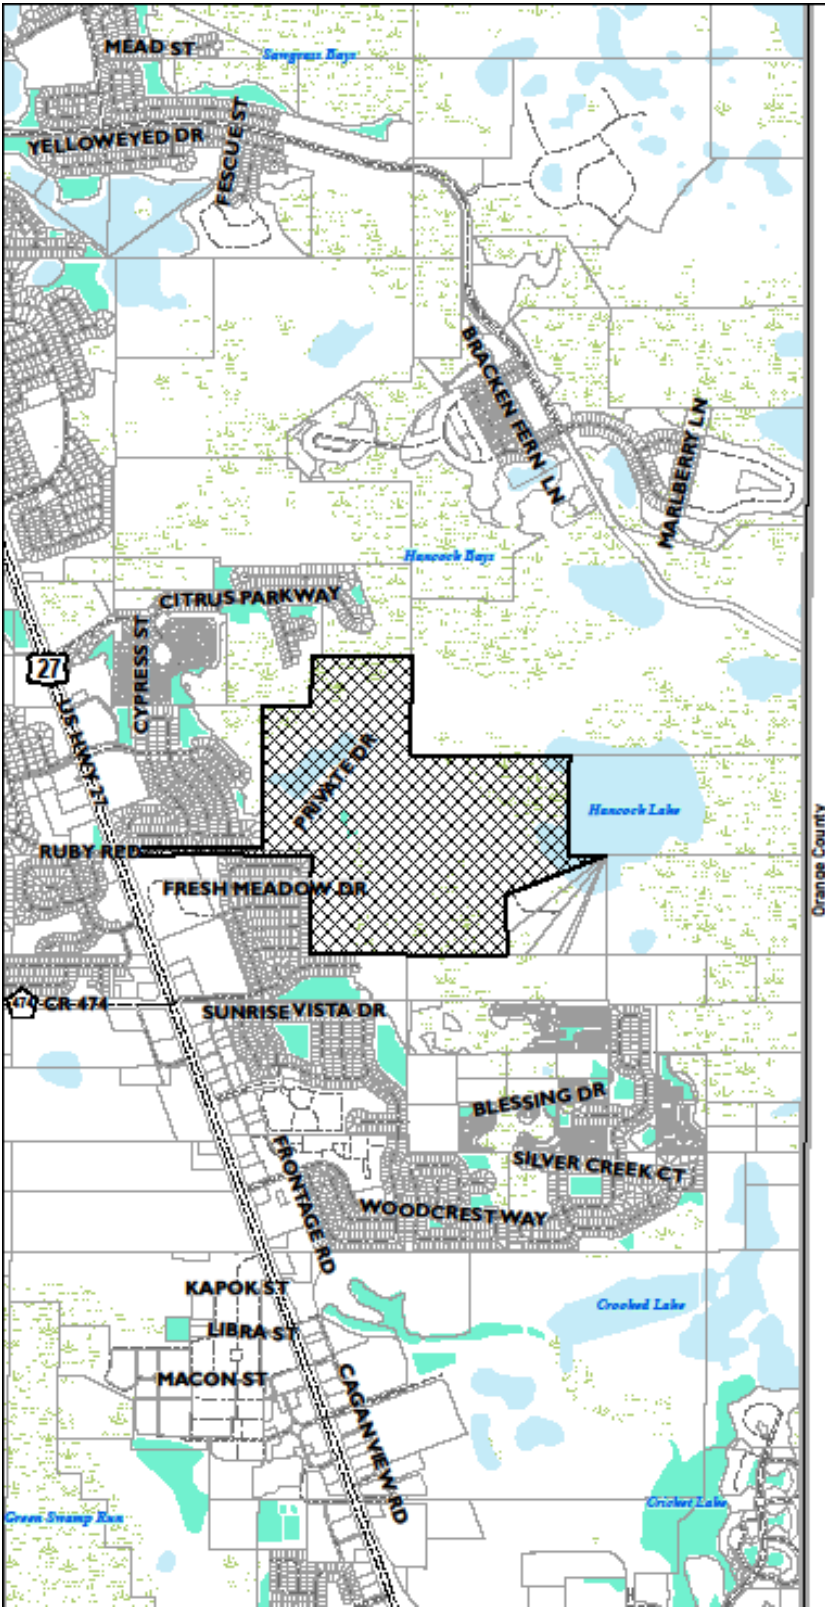 MEAD ST
Sawgrass Bays
YELLOWEYED DR
FESCUE ST
BRACKEN FERN LN
MARLBERRY LN
Hancock Bays
CITRUS PARKWAY
CYPRESS ST
27
US HWY 27
PRIVATE DR
Hancock Lake
Orange County
RUBY RED
FRESH MEADOW DR
474
CR 474
SUNRISE VISTA DR
BLESSING DR
SILVER CREEK CT
FRONTAGE RD
WOODCREST WAY
KAPOK ST
Crooked Lake
LIBRA ST
MACON ST
CAGANVIEW RD
Cricket Lake
Green Swamp Run